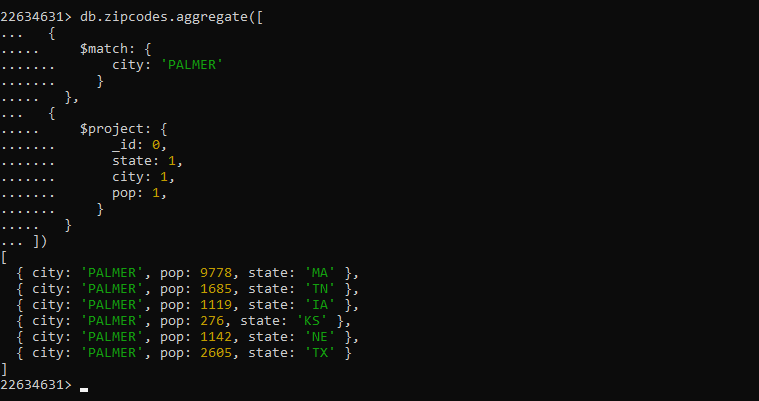 22634631> db.zipcodes.aggregate([
...   {
.....     $match: {
.......       city: 'PALMER'
.......     }
.....   },
...   {
.....     $project: {
.......       _id: 0,
.......       state: 1,
.......       city: 1,
.......       pop: 1,
.......     }
.....   }
... ])
[
  { city: 'PALMER', pop: 9778, state: 'MA' },
  { city: 'PALMER', pop: 1685, state: 'TN' },
  { city: 'PALMER', pop: 1119, state: 'IA' },
  { city: 'PALMER', pop: 276, state: 'KS' },
  { city: 'PALMER', pop: 1142, state: 'NE' },
  { city: 'PALMER', pop: 2605, state: 'TX' }
]
22634631>